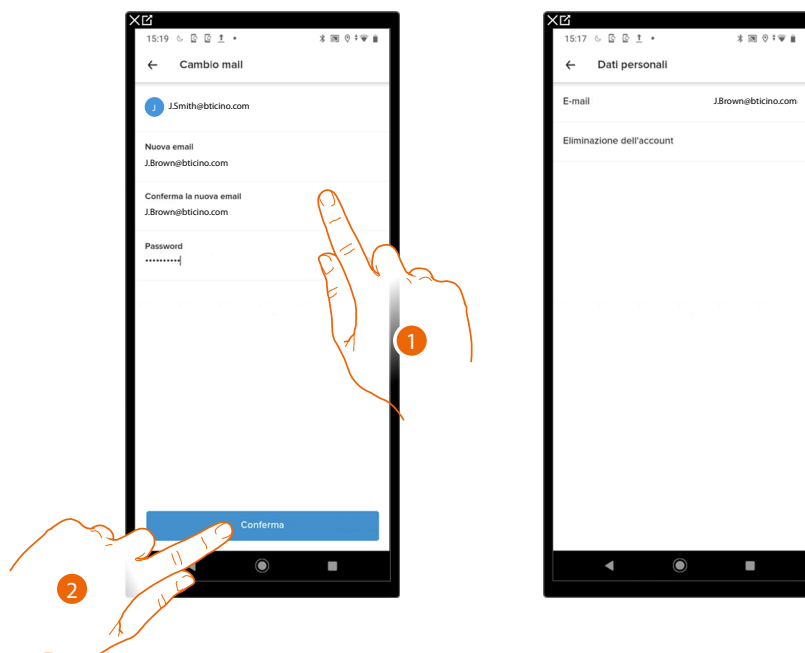 15:19
Cambio mail
J
J.Smith@bticino.com
Nuova email
J.Brown@bticino.com
Conferma la nuova email
J.Brown@bticino.com
Password
••••••••••
Conferma
1
2
15:17
Dati personali
E-mail J.Brown@bticino.com
Eliminazione dell'account